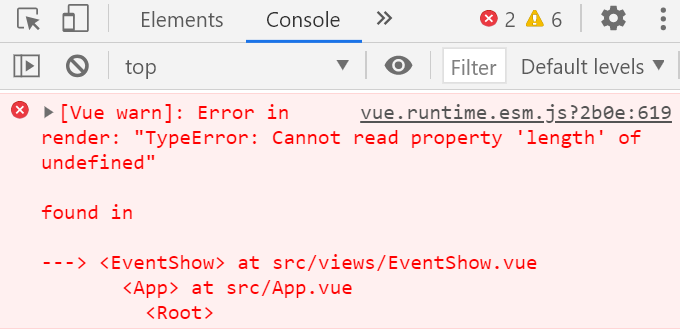 Elements Console 2 6
top Filter Default levels
[Vue warn]: Error in vue.runtime.esm.js?2b0e:619
render: "TypeError: Cannot read property 'length' of
undefined"
found in
---> <EventShow> at src/views/EventShow.vue
<App> at src/App.vue
<Root>